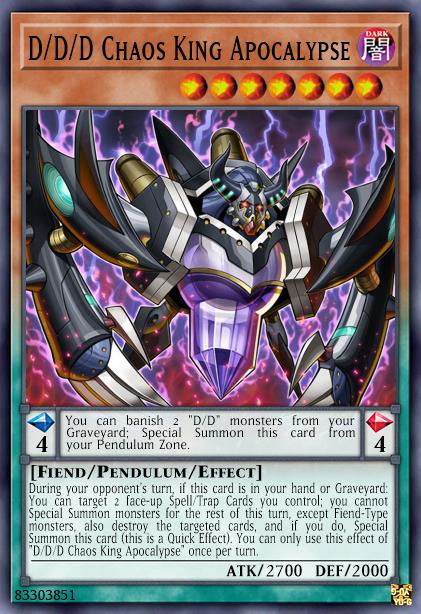 D/D/D Chaos King Apocalypse
DARK
闇
You can banish 2 "D/D" monsters from your
Graveyard; Special Summon this card from
your Pendulum Zone.
4
4
[Fiend/Pendulum/Effect]
During your opponent's turn, if this card is in your hand or Graveyard:
You can target 2 face-up Spell/Trap Cards you control; you cannot
Special Summon monsters for the rest of this turn, except Fiend-Type
monsters, also destroy the targeted cards, and if you do, Special
Summon this card (this is a Quick Effect). You can only use this effect of
"D/D/D Chaos King Apocalypse" once per turn.
ATK/2700 DEF/2000
83303851